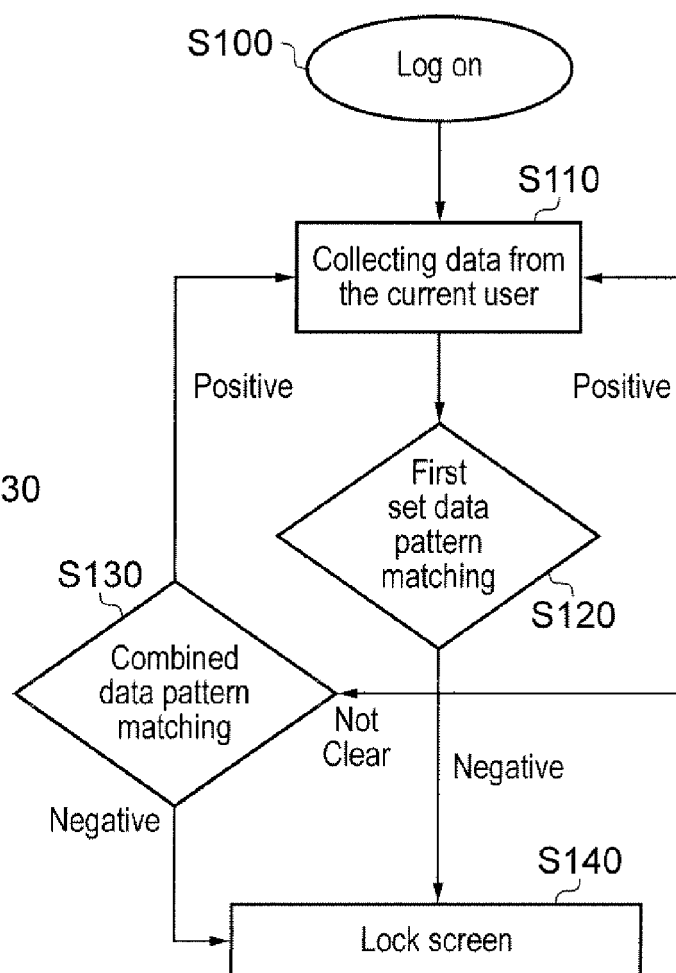 S100
Log on
S110
Collecting data from
the current user
Positive
Positive
First
set data
pattern
matching
30
S130
S120
Combined
data pattern
matching
Not
Clear
Negative
Negative
S140
Lock screen